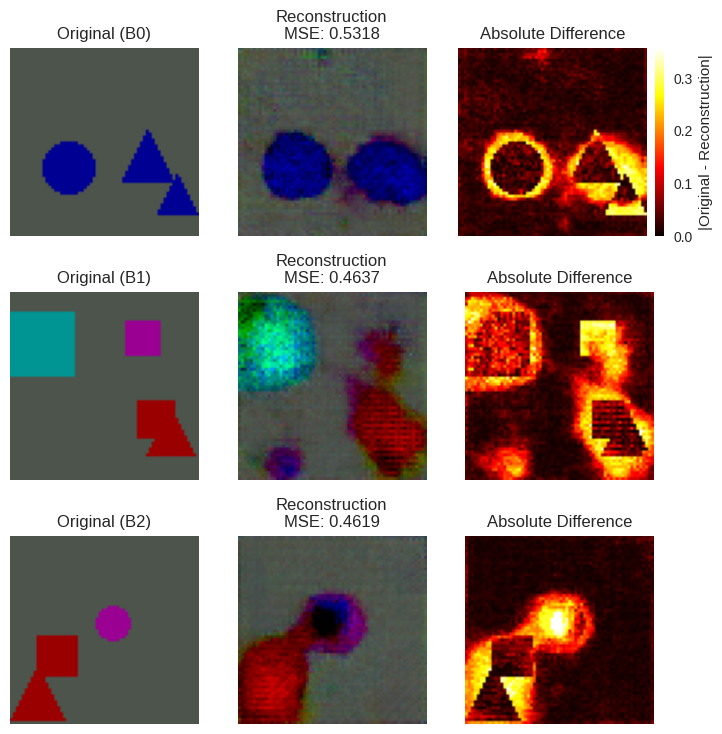 Original (B0)
Reconstruction
MSE: 0.5318
Absolute Difference
0.3
0.2
0.1
0.0
|Original - Reconstruction|
Original (B1)
Reconstruction
MSE: 0.4637
Absolute Difference
Original (B2)
Reconstruction
MSE: 0.4619
Absolute Difference